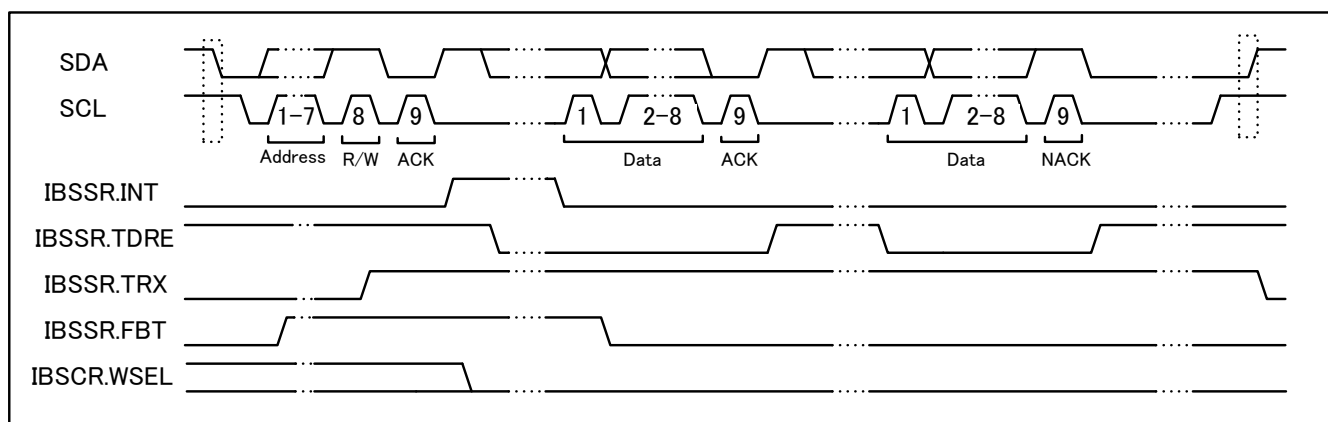 SDA
SCL
1-7 8 9 1 2-8 9 1 2-8 9
Address R/W ACK Data ACK Data NACK
IBSSR.INT
IBSSR.TDRE
IBSSR.TRX
IBSSR.FBT
IBSCR.WSEL